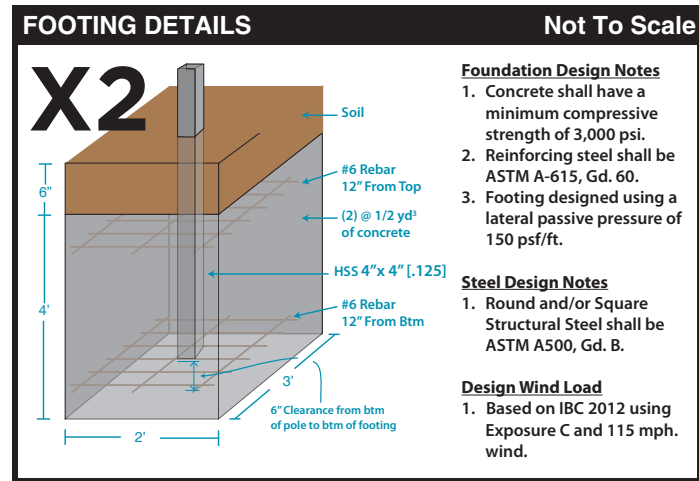 FOOTING DETAILS
Not To Scale
X2
Soil
#6 Rebar
12" From Top
(2) @ 1/2 yd³
of concrete
HSS 4"x 4" [.125]
#6 Rebar
12" From Btm
6" Clearance from btm
of pole to btm of footing
6"
4'
2'
3'
Foundation Design Notes
1. Concrete shall have a
minimum compressive
strength of 3,000 psi.
2. Reinforcing steel shall be
ASTM A-615, Gd. 60.
3. Footing designed using a
lateral passive pressure of
150 psf/ft.
Steel Design Notes
1. Round and/or Square
Structural Steel shall be
ASTM A500, Gd. B.
Design Wind Load
1. Based on IBC 2012 using
Exposure C and 115 mph.
wind.